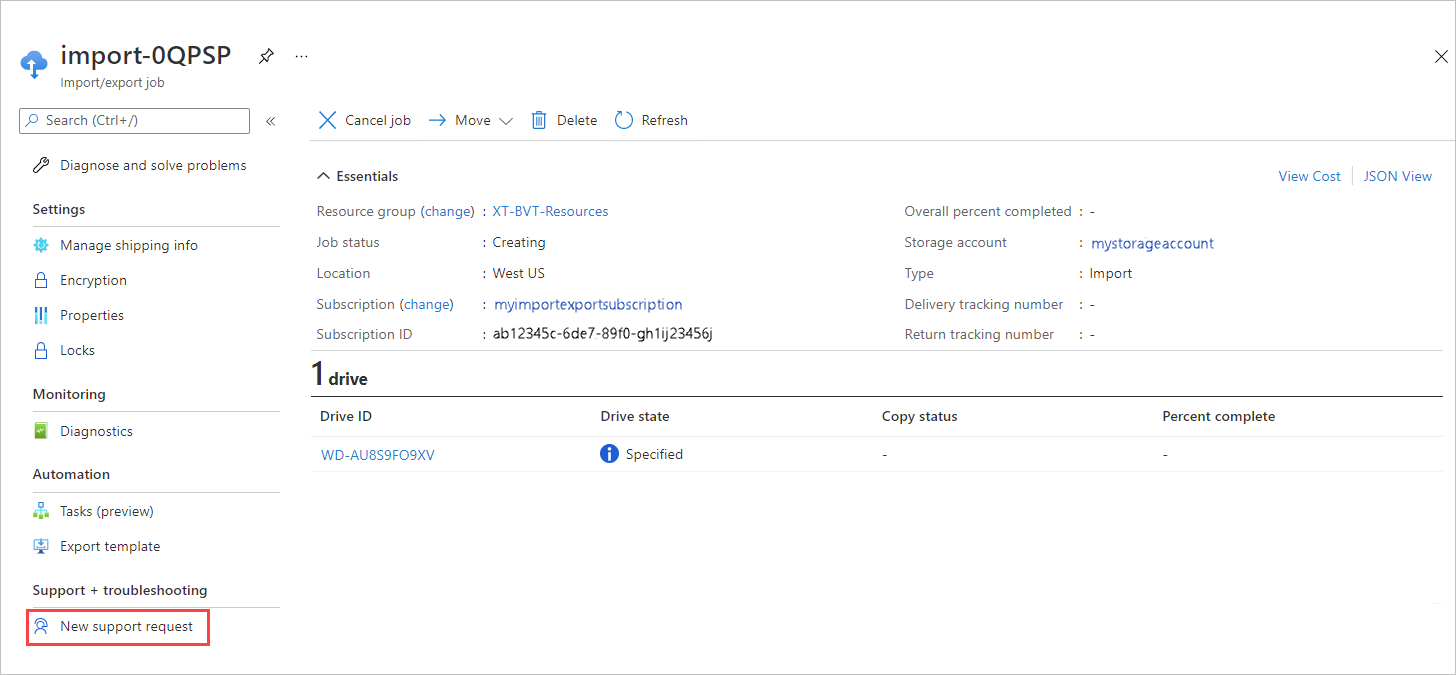 import-0QPSP
...
Import/export job
Search (Ctrl+/)
«
Cancel job Move Delete Refresh
Diagnose and solve problems
Settings
Manage shipping info
Encryption
Properties
Locks
Monitoring
Diagnostics
Automation
Tasks (preview)
Export template
Support + troubleshooting
New support request
Essentials
View Cost JSON View
Resource group (change) : XT-BVT-Resources
Job status : Creating
Location : West US
Subscription (change) : myimportexportsubscription
Subscription ID : ab12345c-6de7-89f0-gh1ij23456j
Overall percent completed : -
Storage account : mystorageaccount
Type : Import
Delivery tracking number : -
Return tracking number : -
1 drive
Drive ID Drive state Copy status Percent complete
WD-AU8S9FO9XV Specified - -